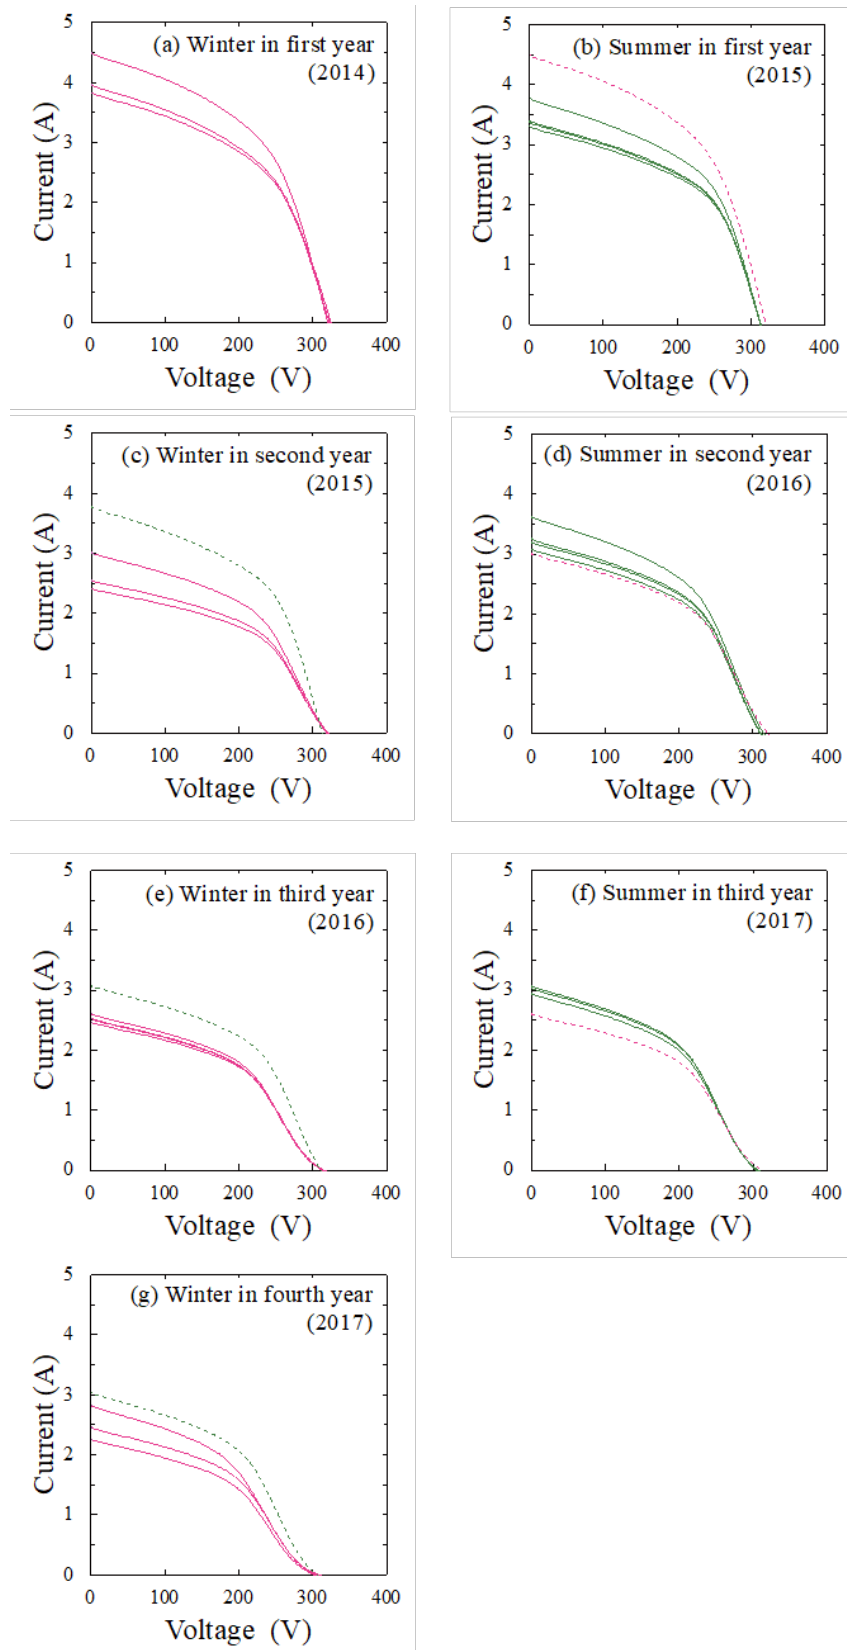 (a) Winter in first year
(2014)
Current (A)
5
4
3
2
1
0
0 100 200 300 400
Voltage (V)
(b) Summer in first year
(2015)
Current (A)
5
4
3
2
1
0
0 100 200 300 400
Voltage (V)
(c) Winter in second year
(2015)
Current (A)
5
4
3
2
1
0
0 100 200 300 400
Voltage (V)
(d) Summer in second year
(2016)
Current (A)
5
4
3
2
1
0
0 100 200 300 400
Voltage (V)
(e) Winter in third year
(2016)
Current (A)
5
4
3
2
1
0
0 100 200 300 400
Voltage (V)
(f) Summer in third year
(2017)
Current (A)
5
4
3
2
1
0
0 100 200 300 400
Voltage (V)
(g) Winter in fourth year
(2017)
Current (A)
5
4
3
2
1
0
0 100 200 300 400
Voltage (V)